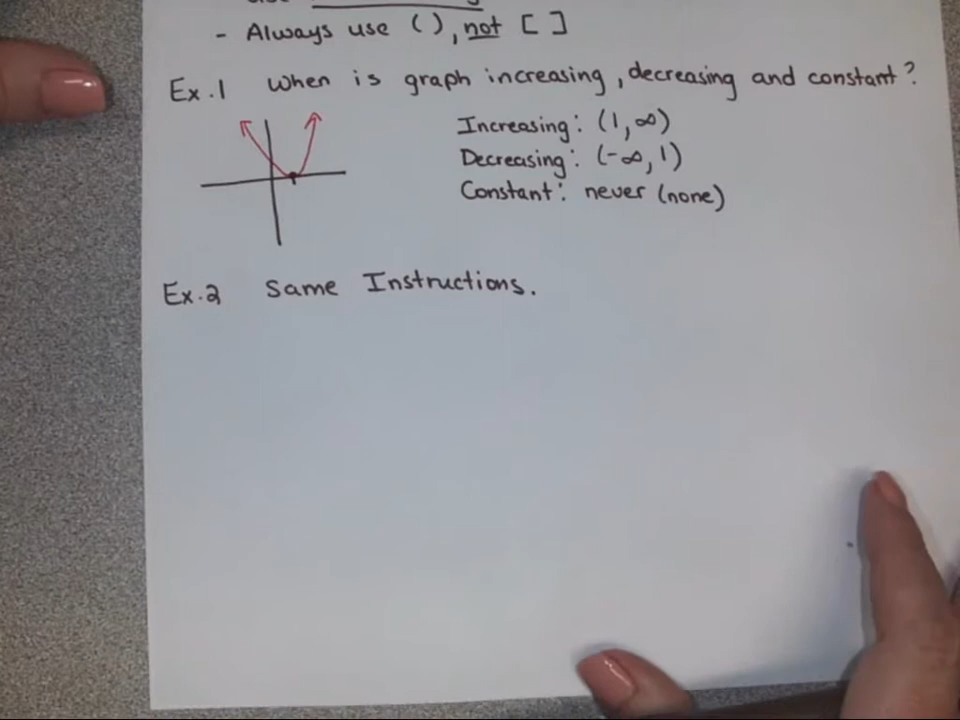 - Always use ( ), not [ ]
Ex.1 When is graph increasing, decreasing and constant?
Increasing: (1, ∞)
Decreasing: (-∞, 1)
Constant: never (none)
Ex.2 Same Instructions.